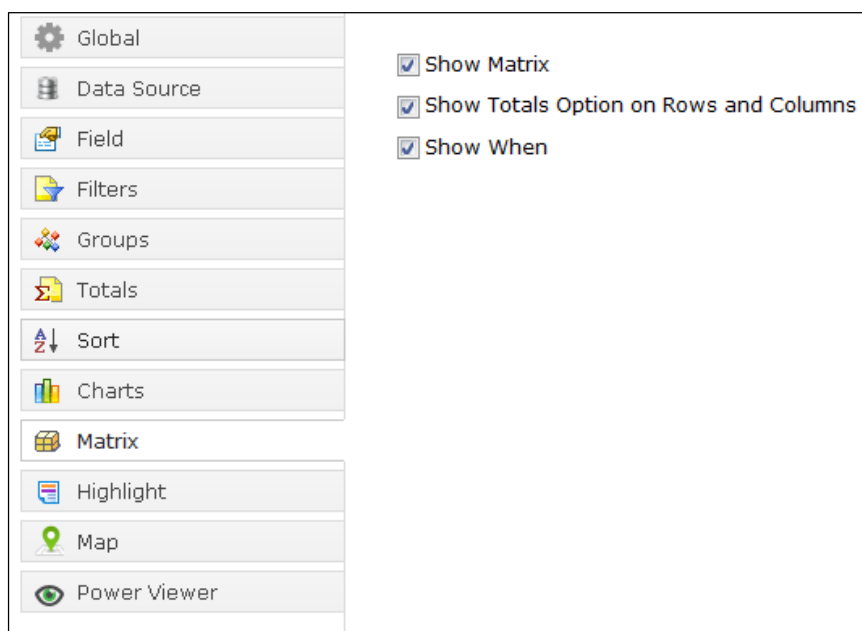 Global
Data Source
Field
Filters
Groups
Totals
Sort
Charts
Matrix
Highlight
Map
Power Viewer
Show Matrix
Show Totals Option on Rows and Columns
Show When